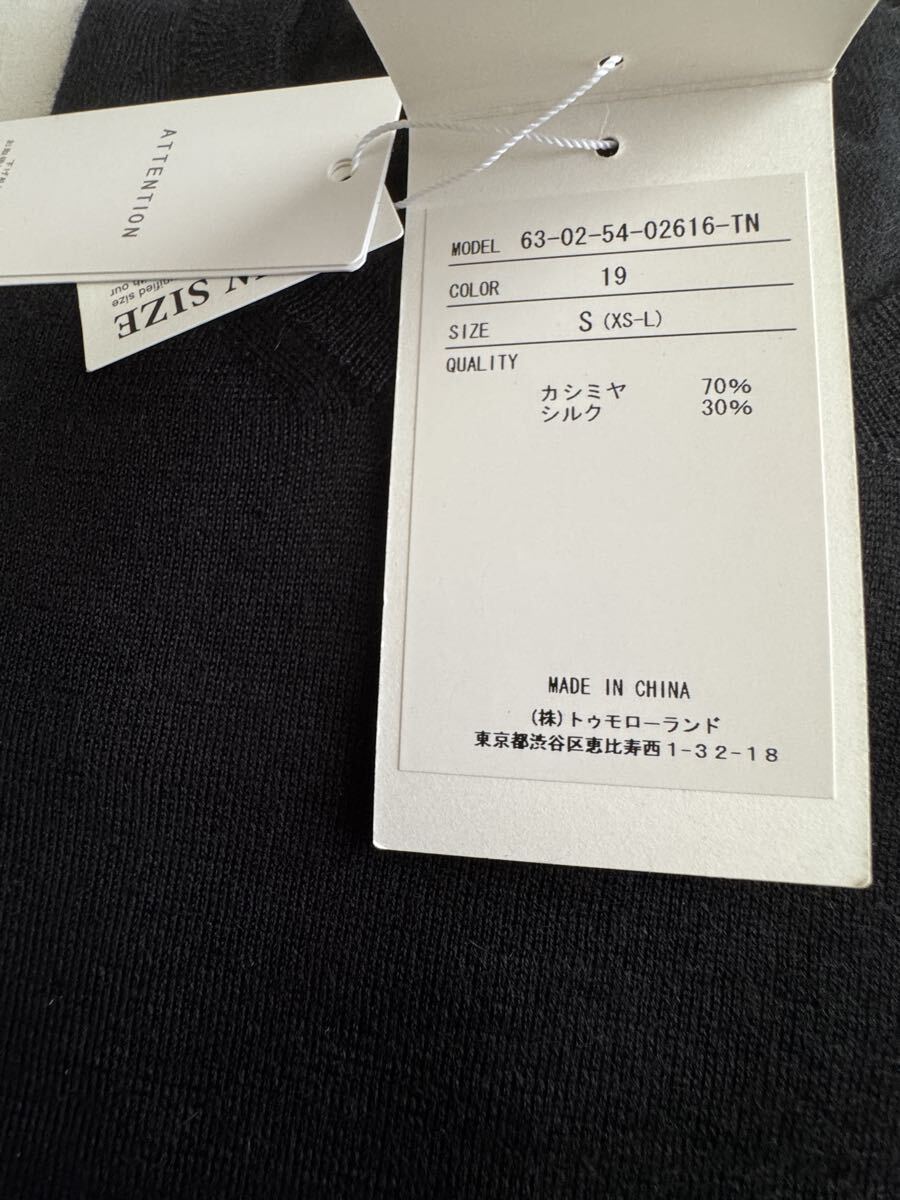 ATTENTION
W SIZE
MODEL 63-02-54-02616-TN
COLOR 19
SIZE S (XS-L)
QUALITY
カシミヤ 70%
シルク 30%
MADE IN CHINA
(株)トゥモローランド
東京都渋谷区恵比寿西1-32-18